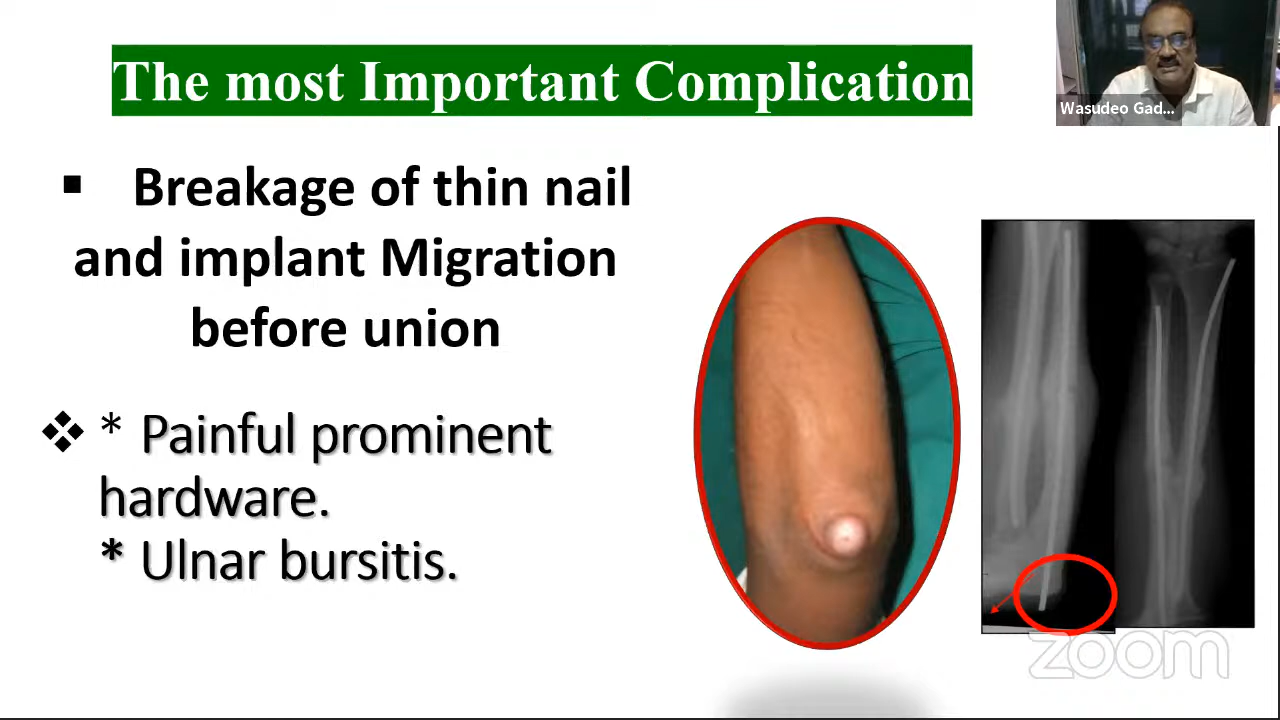 The most Important Complication
Wasudeo Gad...
▪ Breakage of thin nail
and implant Migration
before union
❖ * Painful prominent
hardware.
* Ulnar bursitis.
zoom